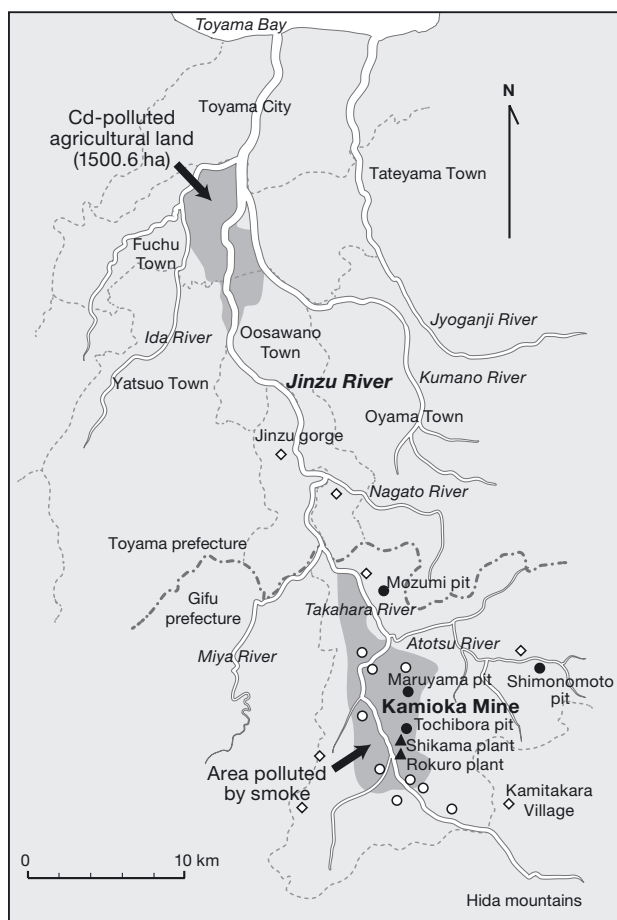 Toyama Bay
Toyama City
N
Cd-polluted
agricultural land
(1500.6 ha)
Tateyama Town
Fuchu
Town
Ida River
Oosawano
Town
Jyoganji River
Yatsuo Town
Jinzu River
Kumano River
Oyama Town
Jinzu gorge
Nagato River
Toyama prefecture
Mozumi pit
Gifu
prefecture
Takahara River
Miya River
Atotsu River
Maruyama pit
Shimonomoto
pit
Kamioka Mine
Tochibora pit
Shikama plant
Rokuro plant
Area polluted
by smoke
Kamitakara
Village
0
10 km
Hida mountains